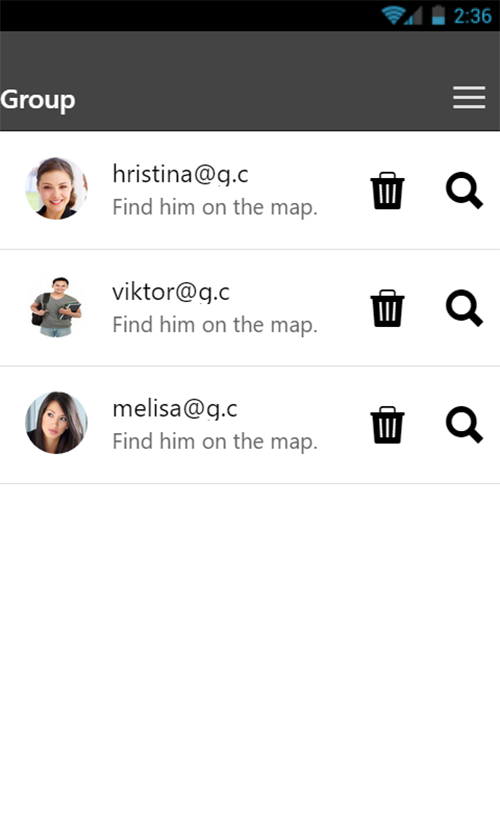 2:36
Group
hristina@g.c
Find him on the map.
viktor@g.c
Find him on the map.
melisa@g.c
Find him on the map.